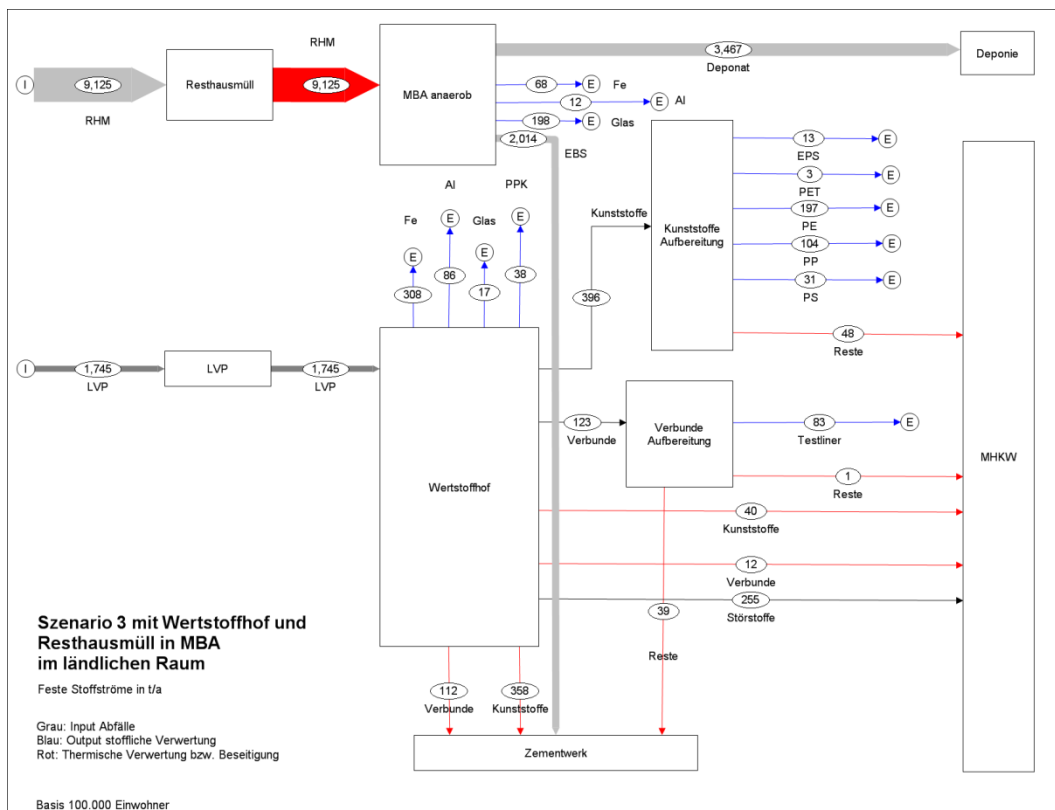 RHM
3,467
Deponat
Deponie
I
9,125
RHM
Resthausmüll
9,125
MBA anaerob
68
E
Fe
12
E
Al
198
E
Glas
2,014
EBS
Al
PPK
Fe
E
Glas
E
E
E
308
86
17
38
Kunststoffe
396
Kunststoffe
Aufbereitung
13
E
EPS
3
E
PET
197
E
PE
104
E
PP
31
E
PS
48
Reste
I
1,745
LVP
LVP
1,745
LVP
Wertstoffhof
123
Verbunde
Verbunde
Aufbereitung
83
E
Testliner
1
Reste
MHKW
40
Kunststoffe
12
Verbunde
255
Störstoffe
39
Reste
112
Verbunde
358
Kunststoffe
Zementwerk
Szenario 3 mit Wertstoffhof und
Resthausmüll in MBA
im ländlichen Raum
Feste Stoffströme in t/a
Grau: Input Abfälle
Blau: Output stoffliche Verwertung
Rot: Thermische Verwertung bzw. Beseitigung
Basis 100.000 Einwohner